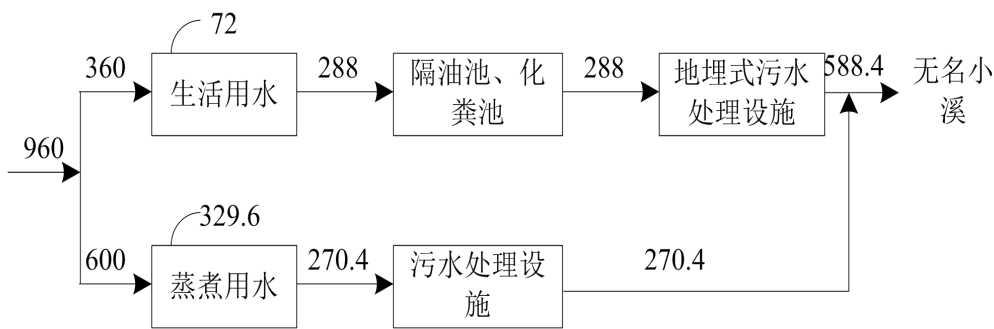 72
360
生活用水
288
隔油池、化
粪池
288
地埋式污水
处理设施
588.4
无名小
溪
960
329.6
600
蒸煮用水
270.4
污水处理设
施
270.4